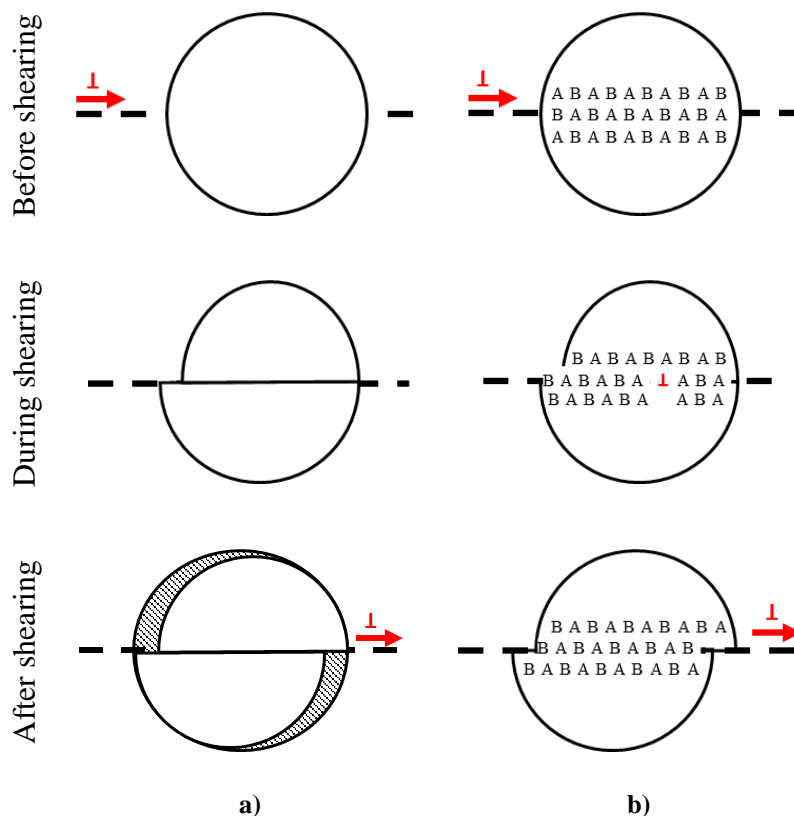 Before shearing
⊥
⊥
A B A B A B A B A B
B A B A B A B A B A
A B A B A B A B A B
During shearing
B A B A B A B A B
B A B A B A ⊥ A B A
B A B A B A A B A
After shearing
⊥
⊥
B A B A B A B A B A
B A B A B A B A B
B A B A B A B A B A
a)
b)